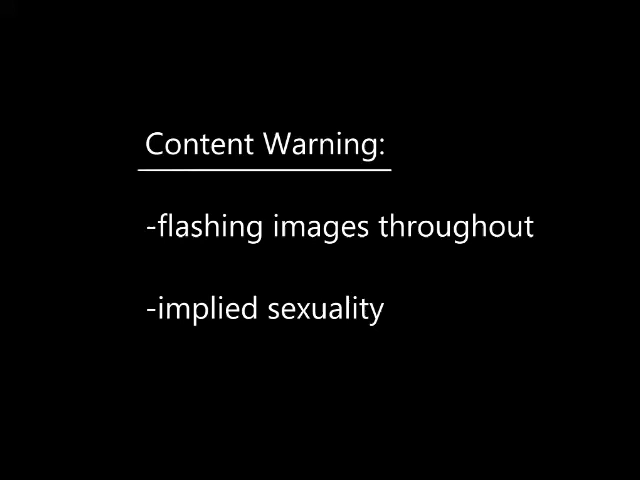 Content Warning:
-flashing images throughout
-implied sexuality